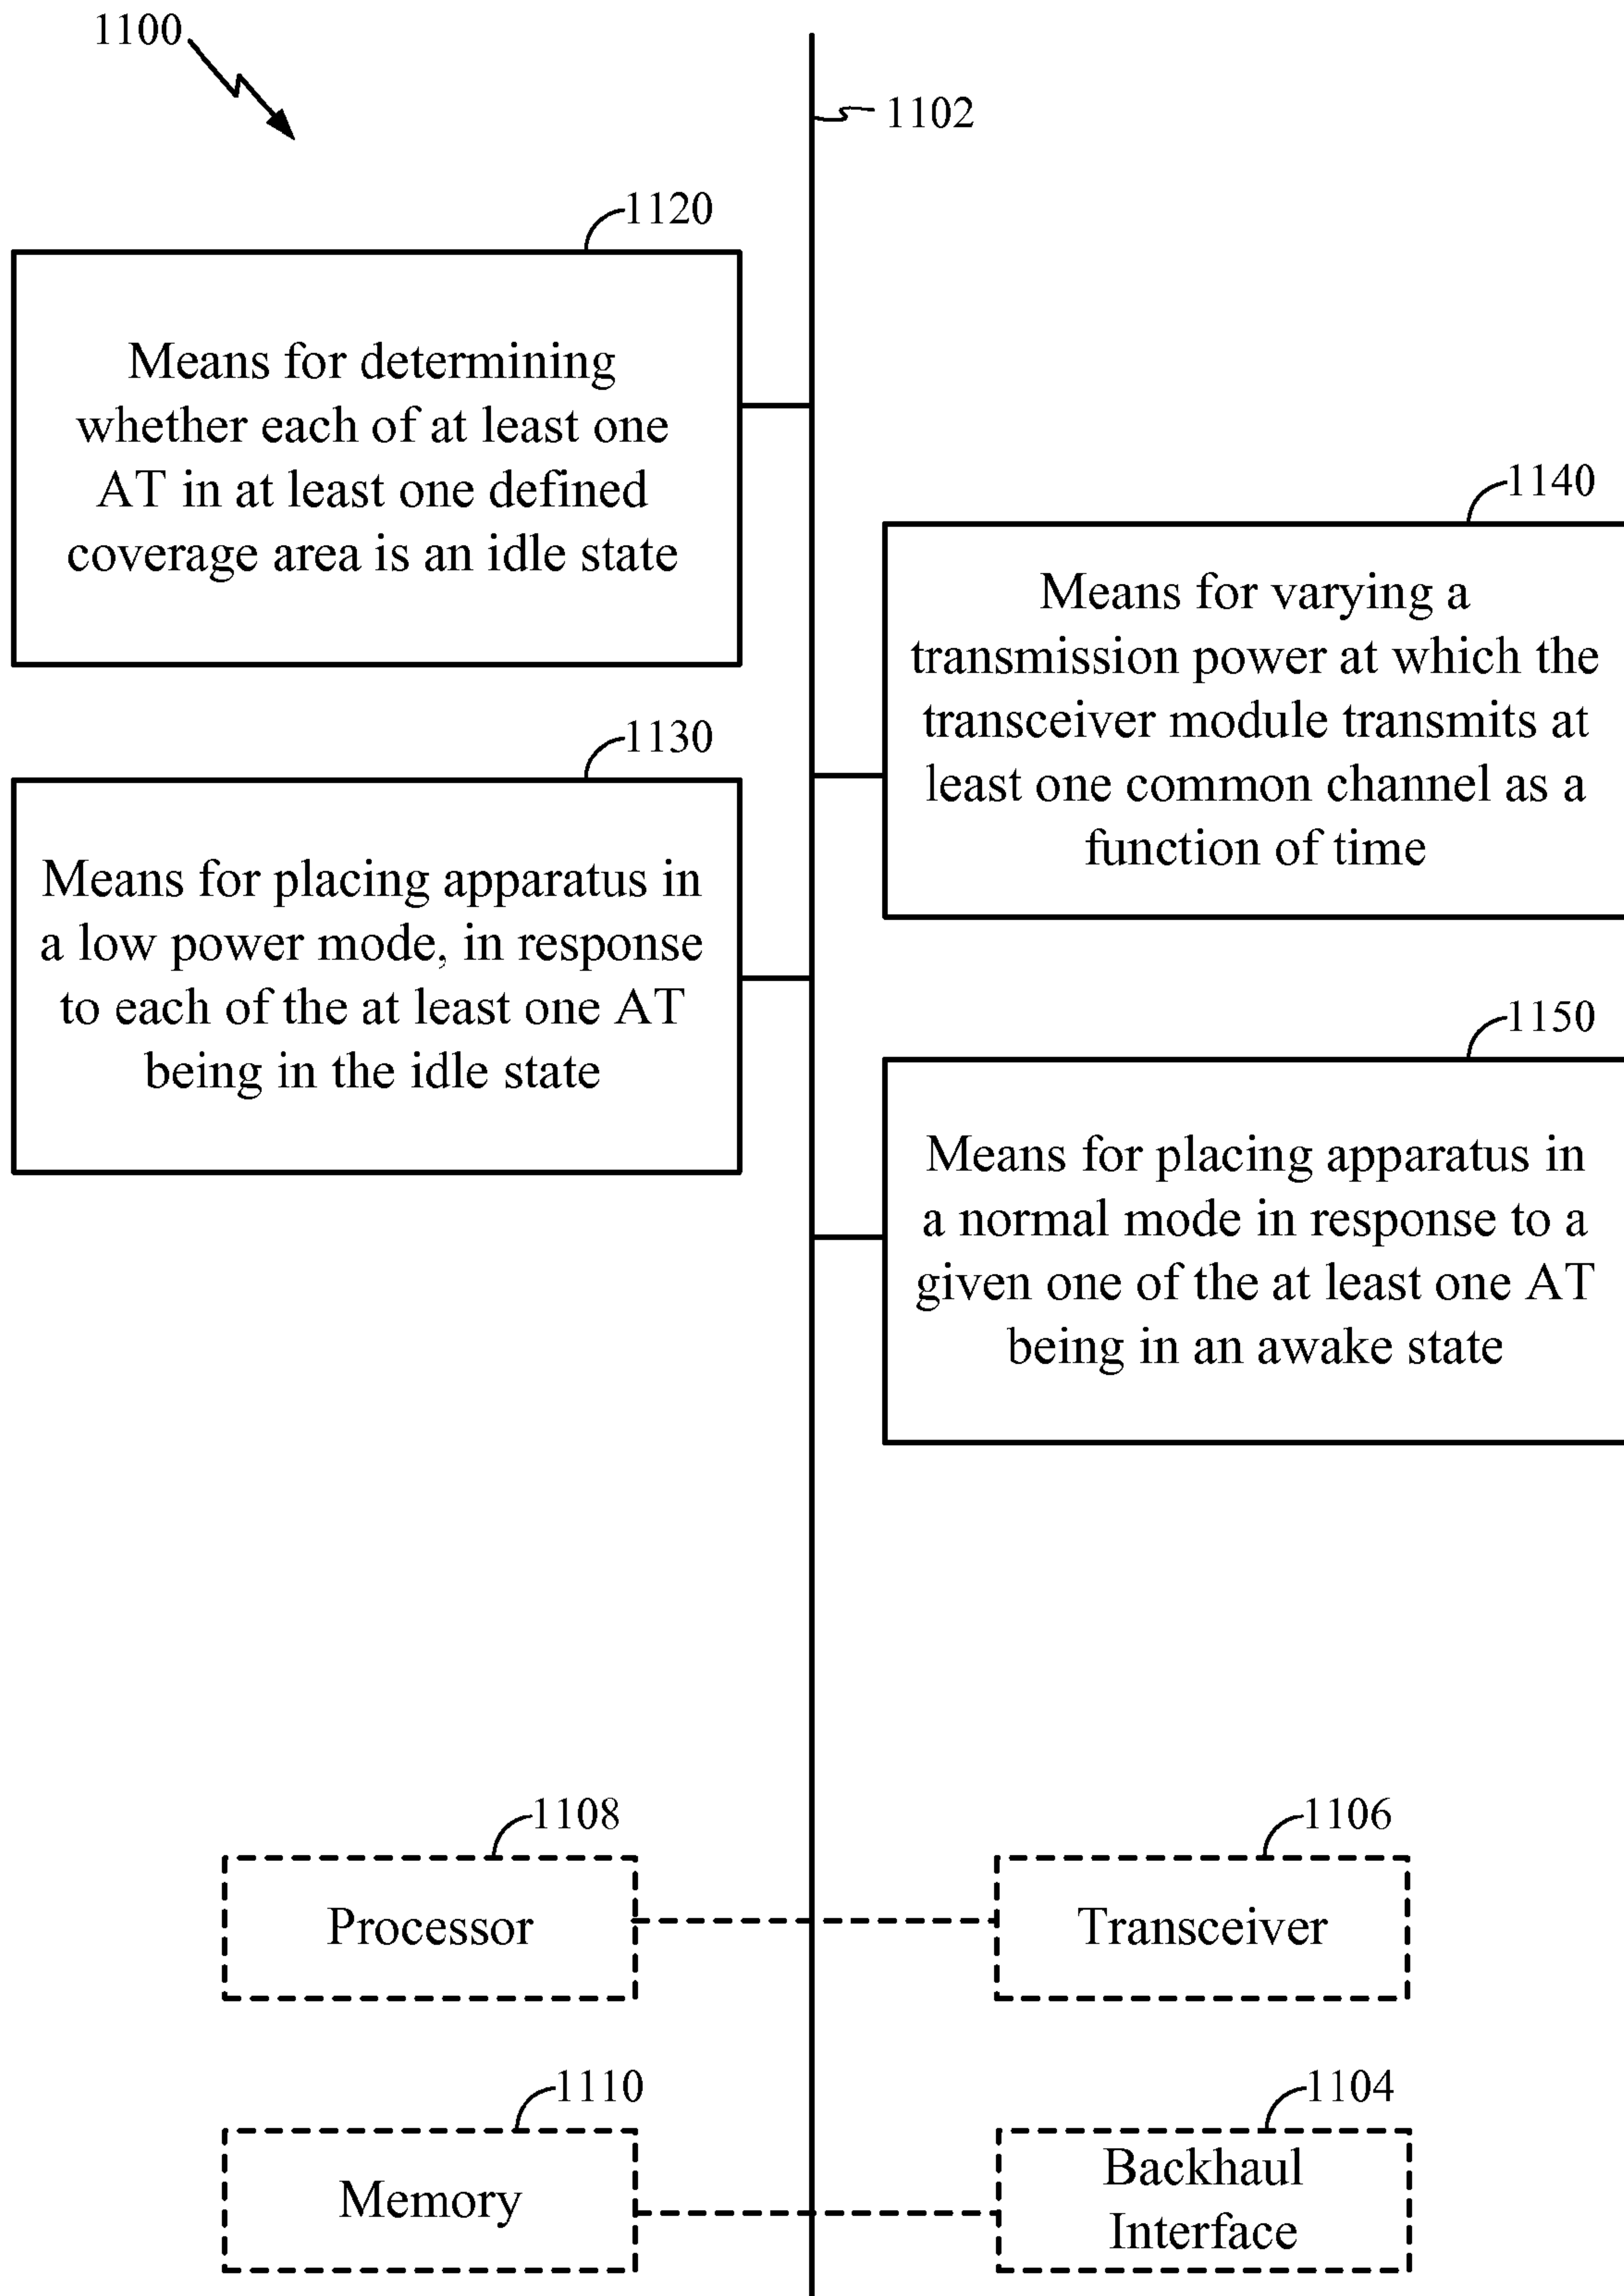 1100
1102
1120
Means for determining
whether each of at least one
AT in at least one defined
coverage area is an idle state
1140
Means for varying a
transmission power at which the
transceiver module transmits at
least one common channel as a
function of time
1130
Means for placing apparatus in
a low power mode, in response
to each of the at least one AT
being in the idle state
1150
Means for placing apparatus in
a normal mode in response to a
given one of the at least one AT
being in an awake state
1108
Processor
1106
Transceiver
1110
Memory
1104
Backhaul
Interface